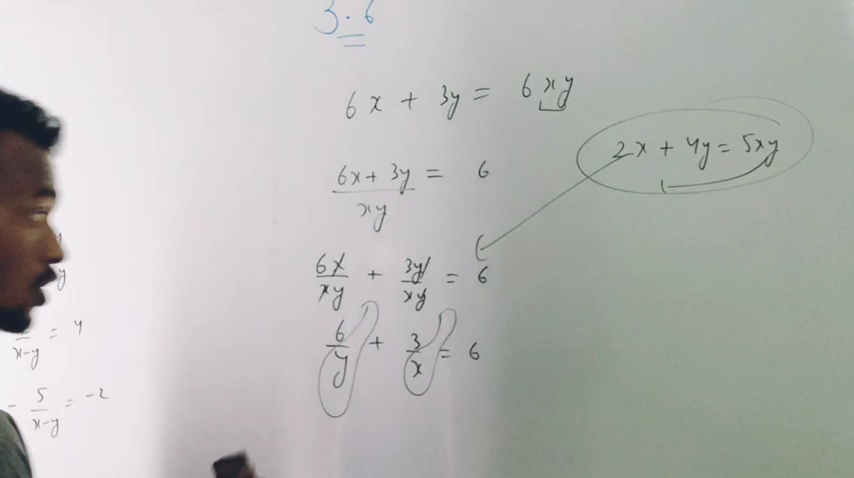 3.6
6x + 3y = 6xy
2x + 4y = 5xy
6x + 3y / xy = 6
6x/xy + 3y/xy = 6
6/y + 3/x = 6
/x-y = 4
- 5/x-y = -2